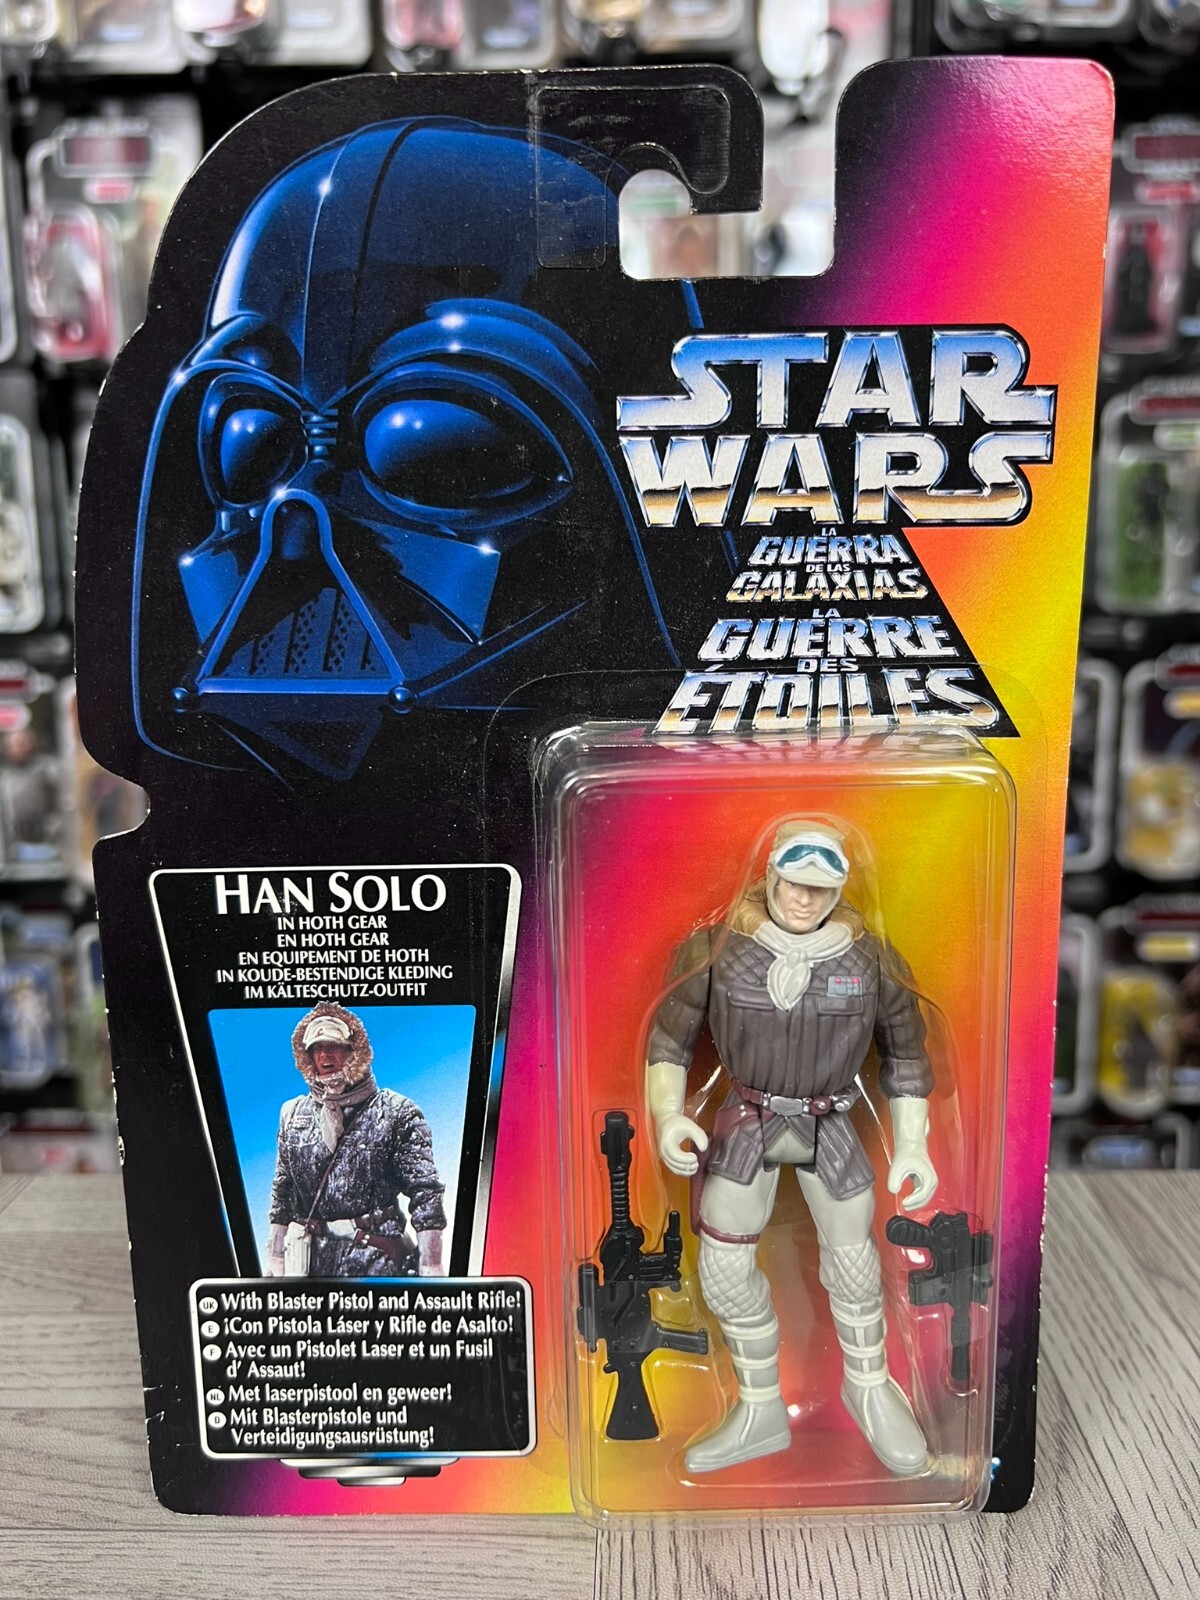 STAR
WARS
LA
GUERRA
DE LAS
GALAXIAS
LA
GUERRE
DES
ÉTOILES
HAN SOLO
IN HOTH GEAR
EN HOTH GEAR
EN EQUIPEMENT DE HOTH
IN KOUDE-BESTENDIGE KLEDING
IM KÄLTESCHUTZ-OUTFIT
UK With Blaster Pistol and Assault Rifle!
E ¡Con Pistola Láser y Rifle de Asalto!
F Avec un Pistolet Laser et un Fusil
d' Assaut!
NL Met laserpistool en geweer!
D Mit Blasterpistole und
Verteidigungsausrüstung!